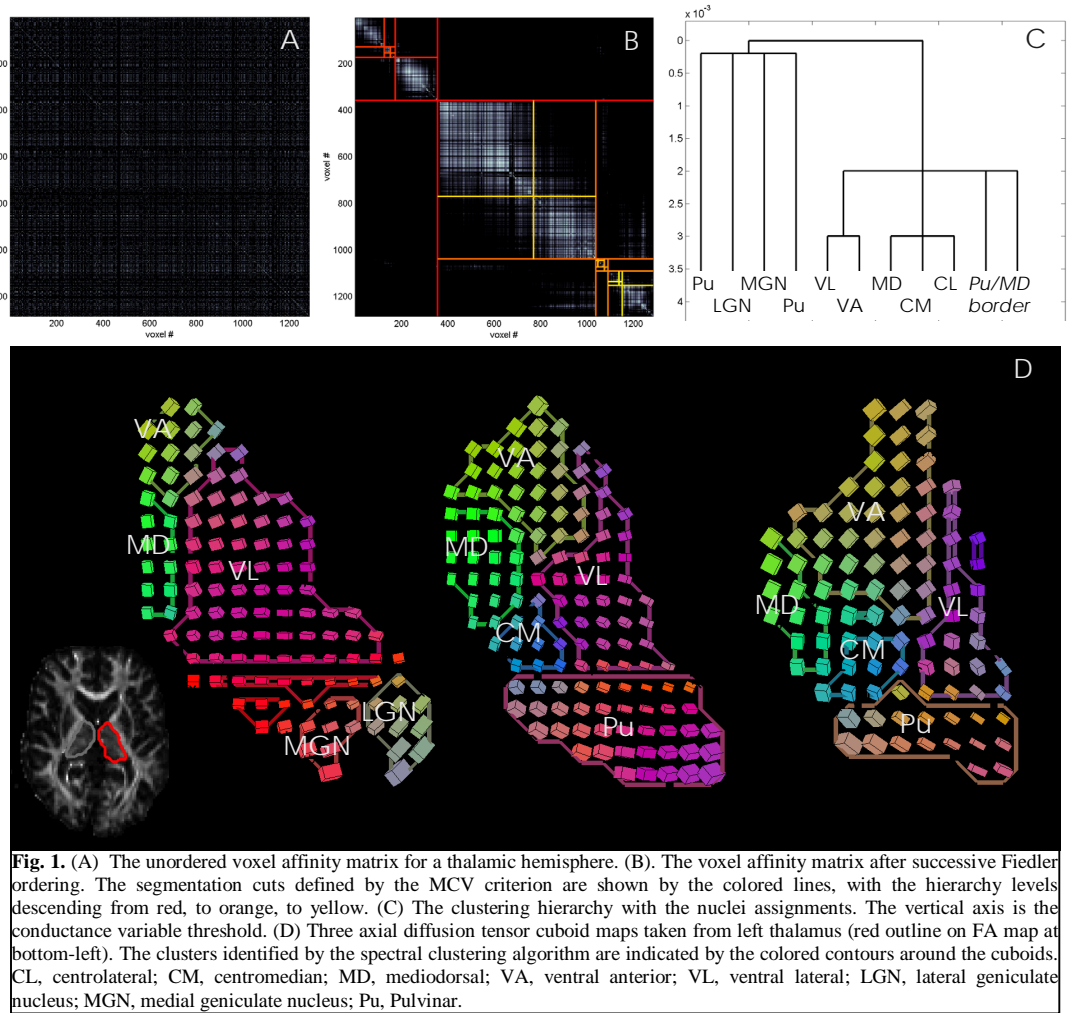 A
200
400
600
800
1000
1200
200 400 600 800 1000 1200
voxel #
B
200
400
600
800
1000
1200
voxel #
200 400 600 800 1000 1200
voxel #
x 10⁻³
C
0
0.5
1
1.5
2
2.5
3
3.5
4
Pu MGN VL MD CL Pu/MD
LGN Pu VA CM border
D
VA
MD
VL
MGN
LGN
VA
MD
VL
CM
Pu
VA
MD
VL
CM
Pu
Fig. 1. (A) The unordered voxel affinity matrix for a thalamic hemisphere. (B). The voxel affinity matrix after successive Fiedler
ordering. The segmentation cuts defined by the MCV criterion are shown by the colored lines, with the hierarchy levels
descending from red, to orange, to yellow. (C) The clustering hierarchy with the nuclei assignments. The vertical axis is the
conductance variable threshold. (D) Three axial diffusion tensor cuboid maps taken from left thalamus (red outline on FA map at
bottom-left). The clusters identified by the spectral clustering algorithm are indicated by the colored contours around the cuboids.
CL, centrolateral; CM, centromedian; MD, mediodorsal; VA, ventral anterior; VL, ventral lateral; LGN, lateral geniculate
nucleus; MGN, medial geniculate nucleus; Pu, Pulvinar.